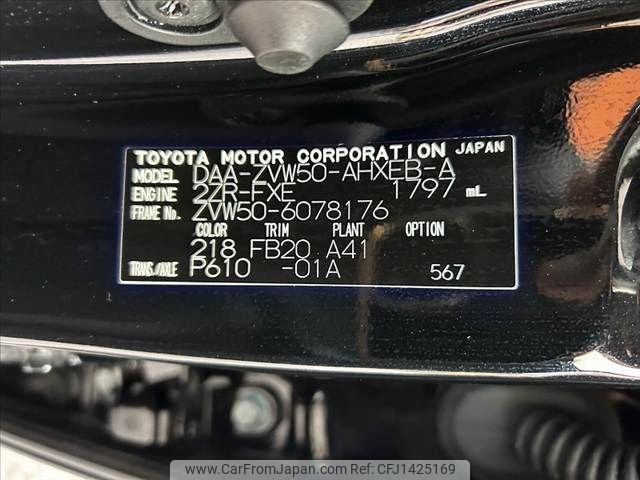 TOYOTA MOTOR CORPORATION JAPAN
MODEL DAA-ZVW50-AHXEB-A
ENGINE 2ZR-FXE 1797 mL
FRAME No. ZVW50-6078176
COLOR TRIM PLANT OPTION
218 FB20 A41
TRANS./AXLE P610 -01A 567
www.CarFromJapan.com - CFJ1425169